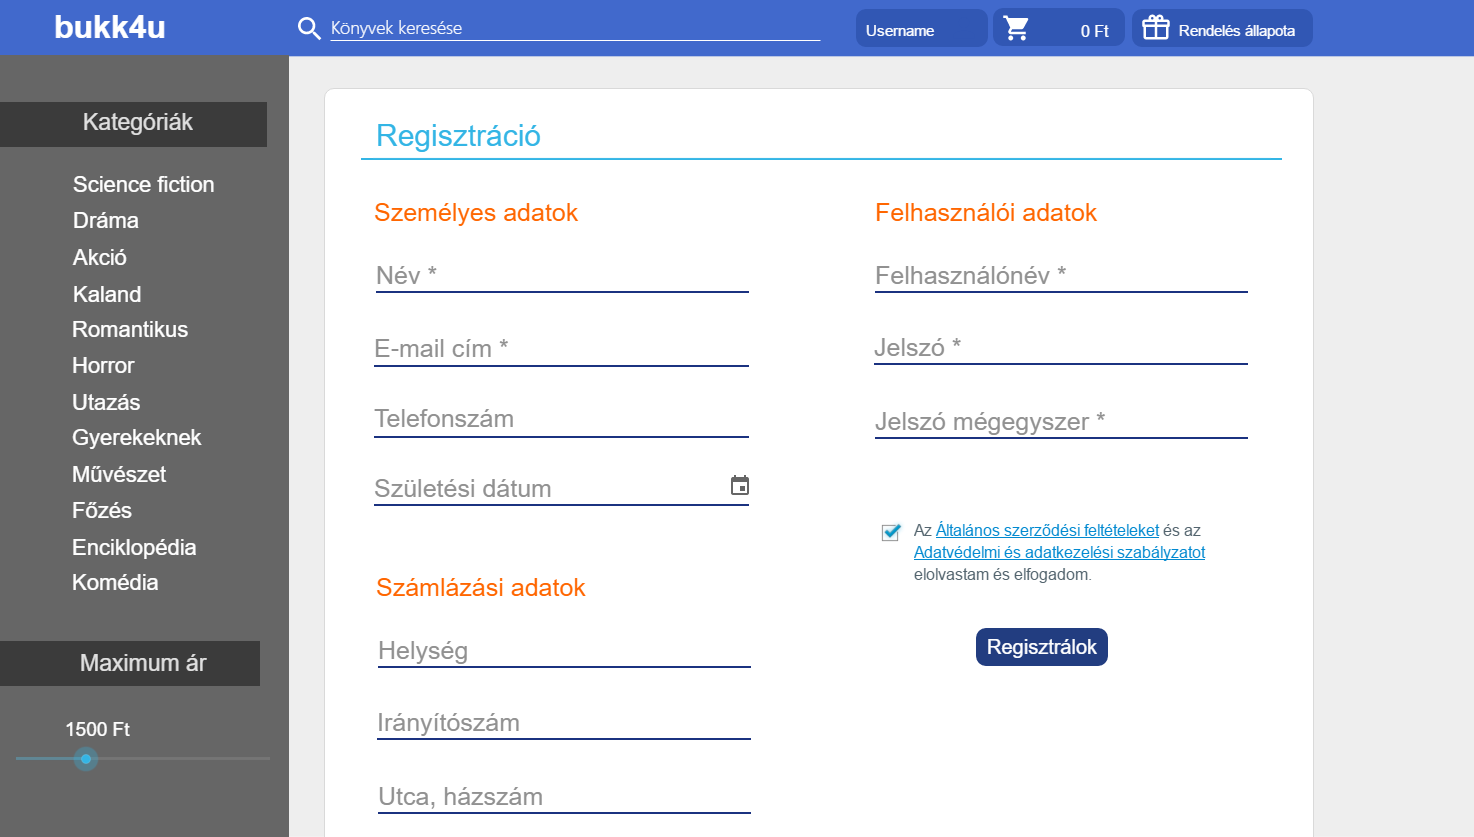 bukk4u
Könyvek keresése
Username
0 Ft
Rendelés állapota
Kategóriák
Science fiction
Dráma
Akció
Kaland
Romantikus
Horror
Utazás
Gyerekeknek
Művészet
Főzés
Enciklopédia
Komédia
Maximum ár
1500 Ft
Regisztráció
Személyes adatok
Név *
E-mail cím *
Telefonszám
Születési dátum
Számlázási adatok
Helység
Irányítószám
Utca, házszám
Felhasználói adatok
Felhasználónév *
Jelszó *
Jelszó mégegyszer *
Az Általános szerződési feltételeket és az
Adatvédelmi és adatkezelési szabályzatot
elolvastam és elfogadom.
Regisztrálok